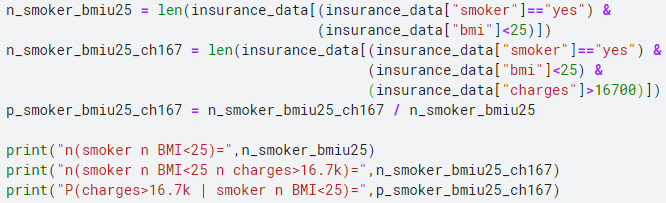 n_smoker_bmiu25 = len(insurance_data[(insurance_data["smoker"]=="yes") &
(insurance_data["bmi"]<25)])
n_smoker_bmiu25_ch167 = len(insurance_data[(insurance_data["smoker"]=="yes") &
(insurance_data["bmi"]<25) &
(insurance_data["charges"]>16700)])
p_smoker_bmiu25_ch167 = n_smoker_bmiu25_ch167 / n_smoker_bmiu25
print("n(smoker n BMI<25)=",n_smoker_bmiu25)
print("n(smoker n BMI<25 n charges>16.7k)=",n_smoker_bmiu25_ch167)
print("P(charges>16.7k | smoker n BMI<25)=",p_smoker_bmiu25_ch167)